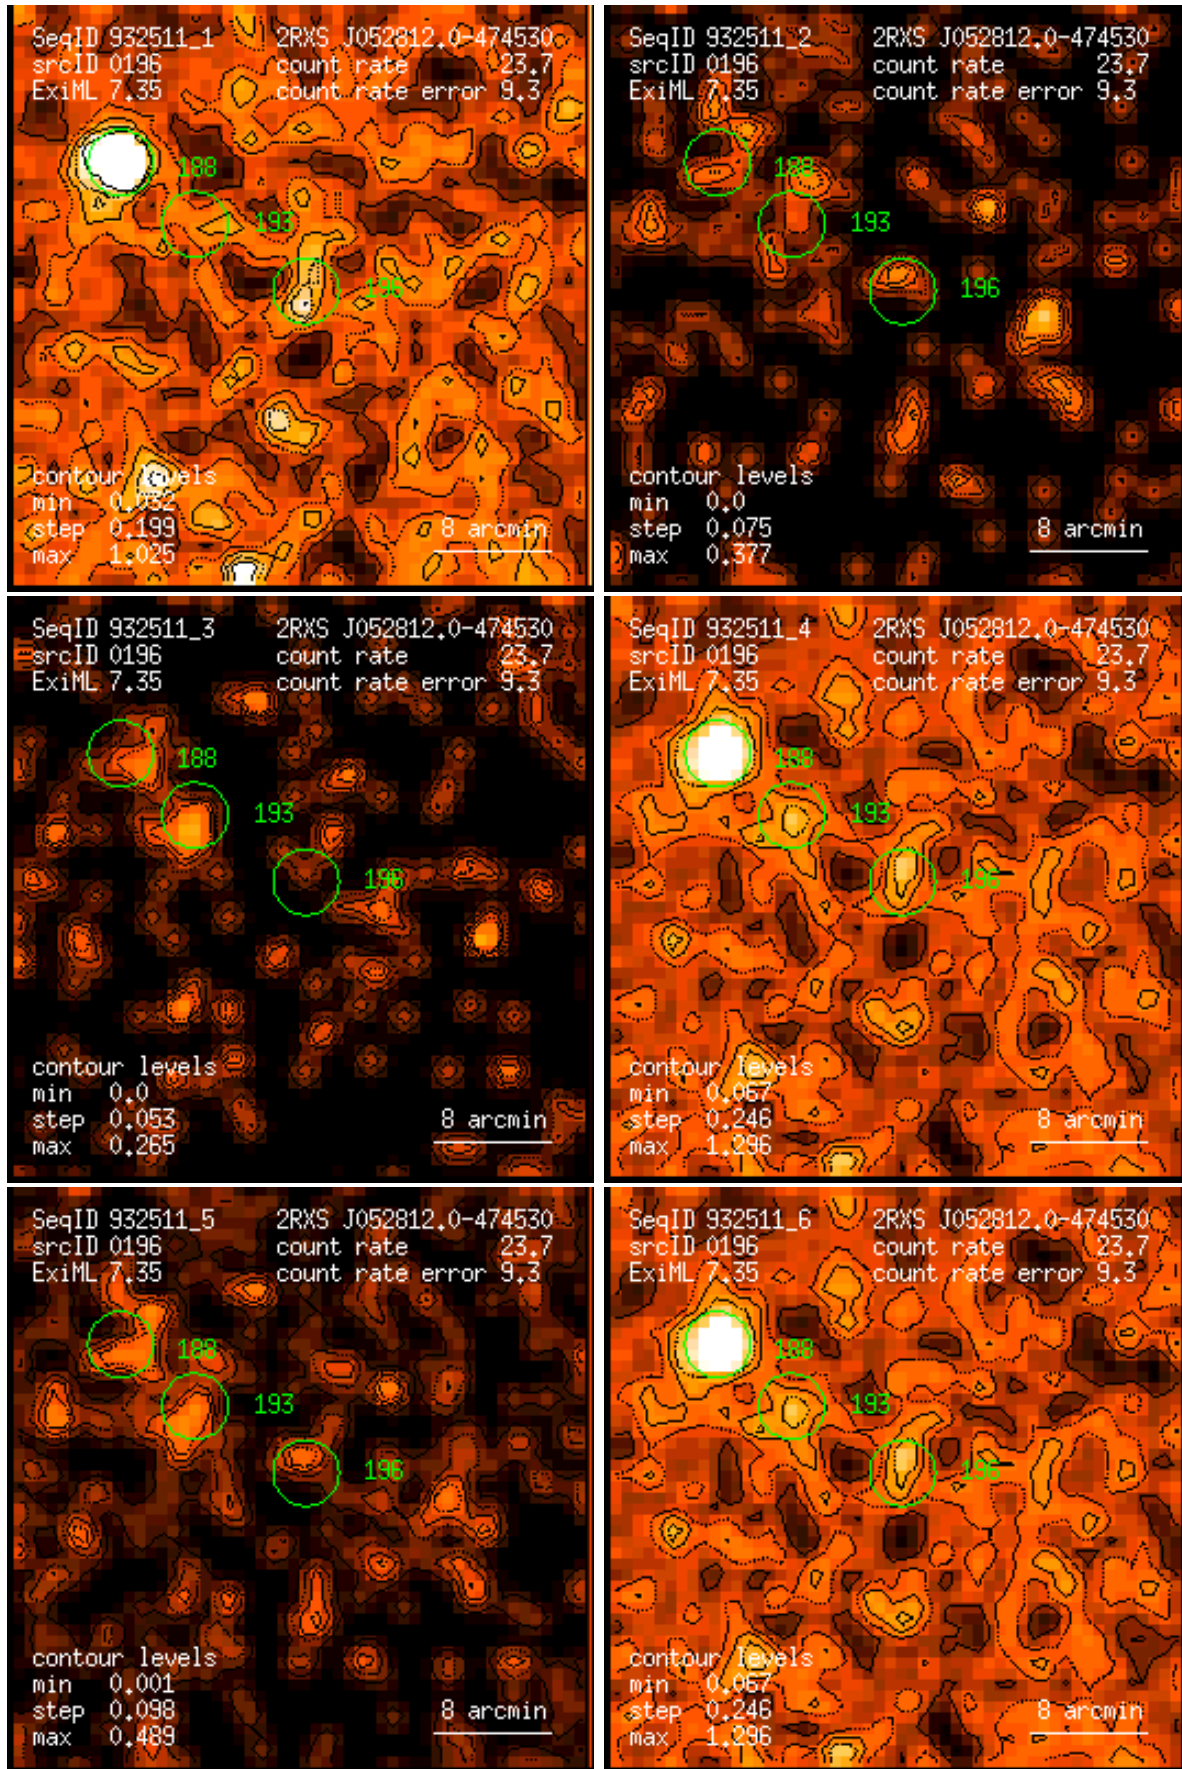 SeqID 932511_1 2RXS J052812.0-474530
srcID 0196 count rate 23.7
ExiML 7.35 count rate error 9.3
188
193
196
contour levels
min 0.032
step 0.199
max 1.025
8 arcmin
SeqID 932511_2 2RXS J052812.0-474530
srcID 0196 count rate 23.7
ExiML 7.35 count rate error 9.3
188
193
196
contour levels
min 0.0
step 0.075
max 0.377
8 arcmin
SeqID 932511_3 2RXS J052812.0-474530
srcID 0196 count rate 23.7
ExiML 7.35 count rate error 9.3
188
193
196
contour levels
min 0.0
step 0.053
max 0.265
8 arcmin
SeqID 932511_4 2RXS J052812.0-474530
srcID 0196 count rate 23.7
ExiML 7.35 count rate error 9.3
188
193
196
contour levels
min 0.067
step 0.246
max 1.296
8 arcmin
SeqID 932511_5 2RXS J052812.0-474530
srcID 0196 count rate 23.7
ExiML 7.35 count rate error 9.3
188
193
196
contour levels
min 0.001
step 0.098
max 0.489
8 arcmin
SeqID 932511_6 2RXS J052812.0-474530
srcID 0196 count rate 23.7
ExiML 7.35 count rate error 9.3
188
193
196
contour levels
min 0.067
step 0.246
max 1.296
8 arcmin